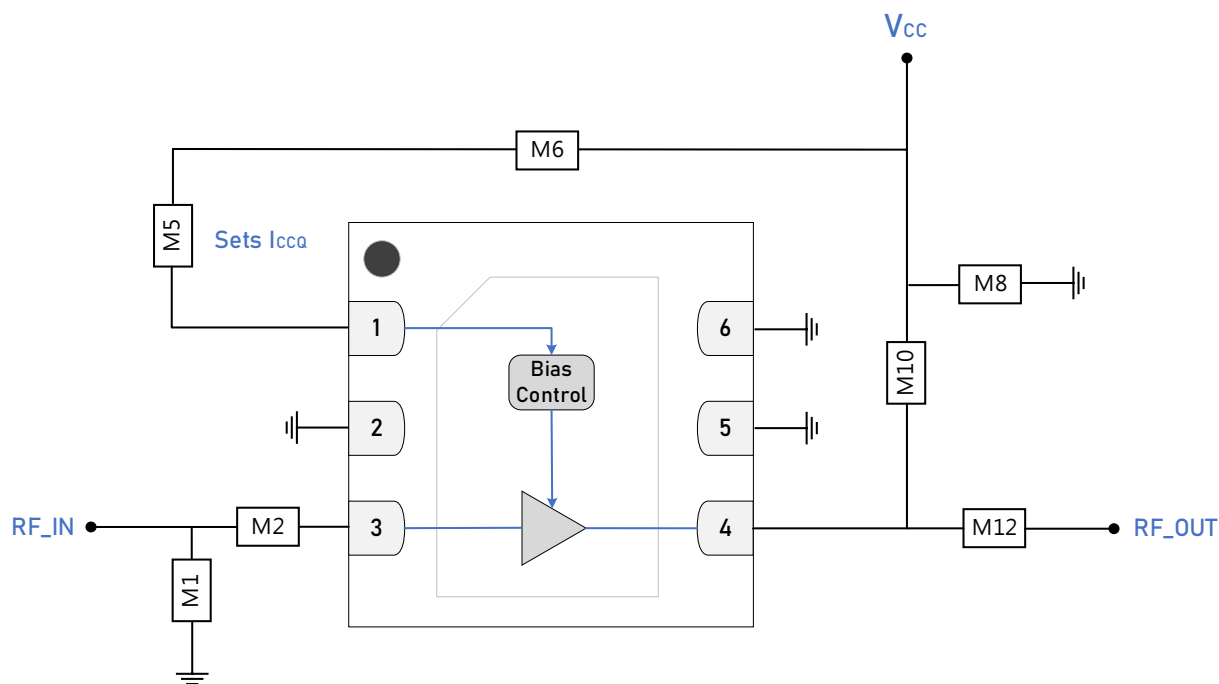 VCC
M6
M5
Sets ICCQ
M8
1
6
Bias
Control
M10
2
5
RF_IN
M2
3
4
M12
RF_OUT
M1